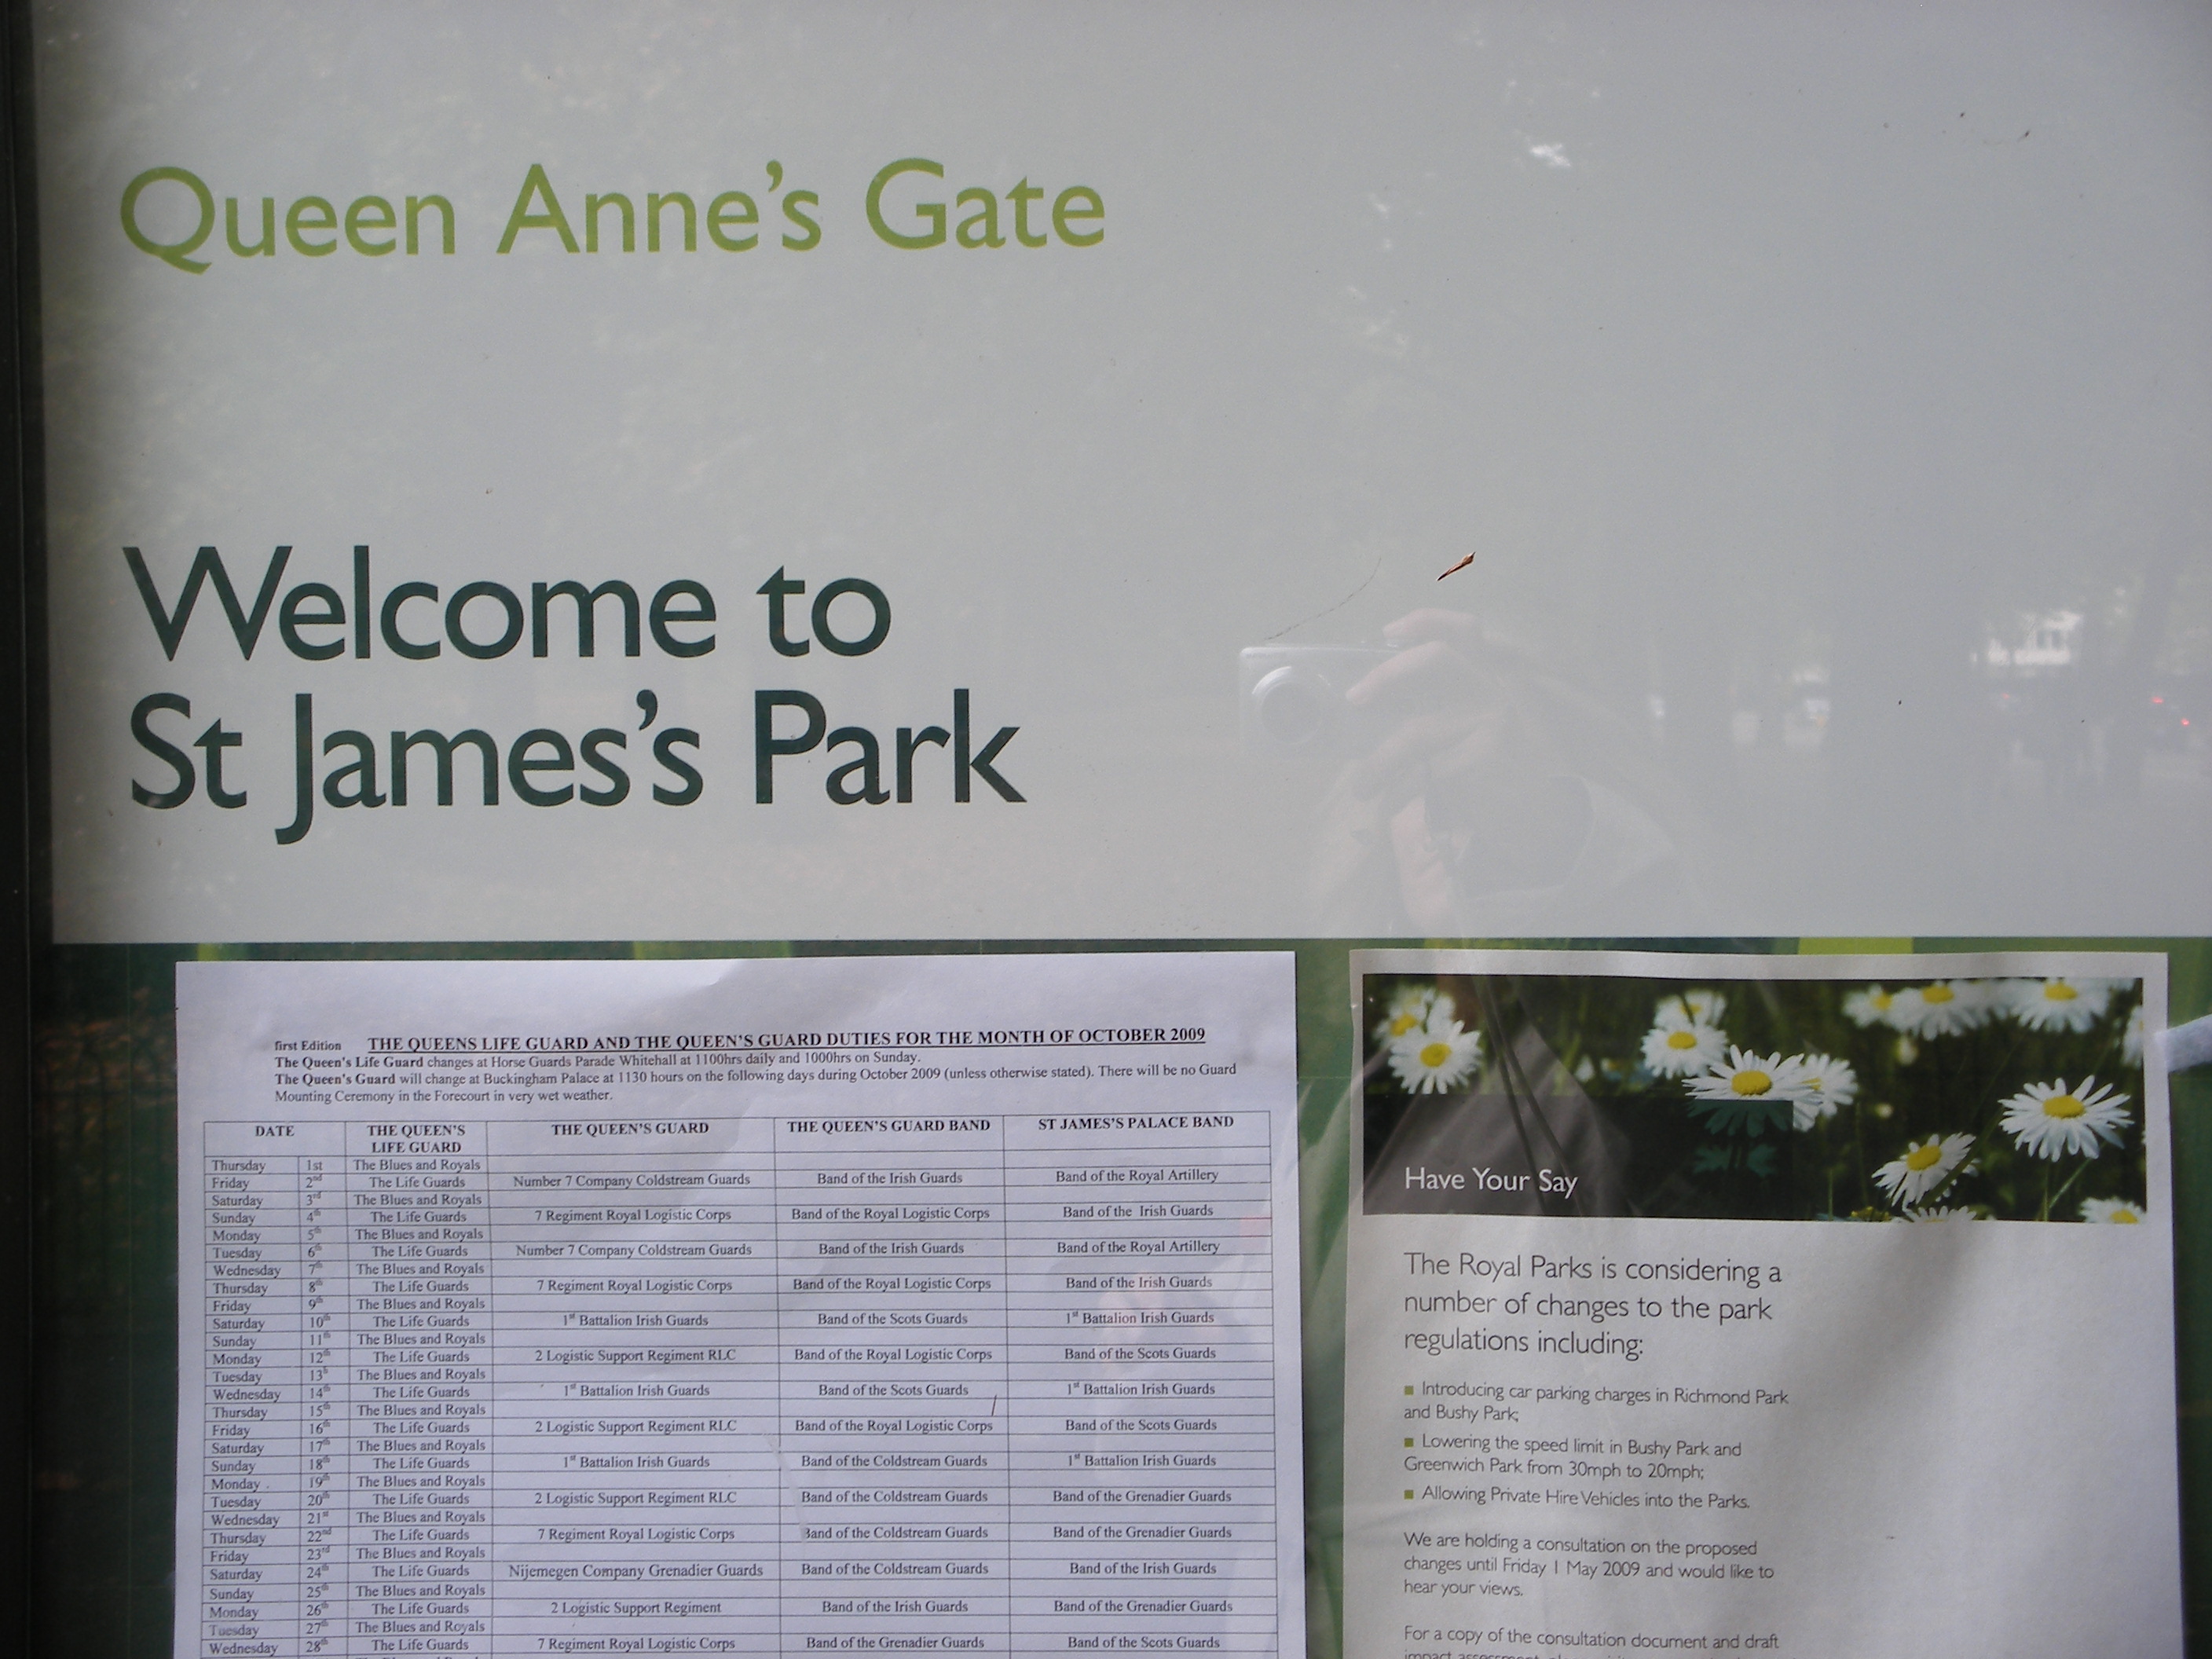 Queen Anne's Gate
Welcome to
St James's Park
first Edition THE QUEENS LIFE GUARD AND THE QUEEN'S GUARD DUTIES FOR THE MONTH OF OCTOBER 2009
The Queen's Life Guard changes at Horse Guards Parade Whitehall at 1100hrs daily and 1000hrs on Sunday.
The Queen's Guard will change at Buckingham Palace at 1130 hours on the following days during October 2009 (unless otherwise stated). There will be no Guard
Mounting Ceremony in the Forecourt in very wet weather.
DATE THE QUEEN'S LIFE GUARD THE QUEEN'S GUARD THE QUEEN'S GUARD BAND ST JAMES'S PALACE BAND
Thursday 1st The Blues and Royals
Friday 2nd The Life Guards Number 7 Company Coldstream Guards Band of the Irish Guards Band of the Royal Artillery
Saturday 3rd The Blues and Royals
Sunday 4th The Life Guards 7 Regiment Royal Logistic Corps Band of the Royal Logistic Corps Band of the Irish Guards
Monday 5th The Blues and Royals
Tuesday 6th The Life Guards Number 7 Company Coldstream Guards Band of the Irish Guards Band of the Royal Artillery
Wednesday 7th The Blues and Royals
Thursday 8th The Life Guards 7 Regiment Royal Logistic Corps Band of the Royal Logistic Corps Band of the Irish Guards
Friday 9th The Blues and Royals
Saturday 10th The Life Guards 1st Battalion Irish Guards Band of the Scots Guards 1st Battalion Irish Guards
Sunday 11th The Blues and Royals
Monday 12th The Life Guards 2 Logistic Support Regiment RLC Band of the Royal Logistic Corps Band of the Scots Guards
Tuesday 13h The Blues and Royals
Wednesday 14th The Life Guards 1st Battalion Irish Guards Band of the Scots Guards 1st Battalion Irish Guards
Thursday 15th The Blues and Royals
Friday 16th The Life Guards 2 Logistic Support Regiment RLC Band of the Royal Logistic Corps Band of the Scots Guards
Saturday 17th The Blues and Royals
Sunday 18th The Life Guards 1st Battalion Irish Guards Band of the Coldstream Guards 1st Battalion Irish Guards
Monday 19th The Blues and Royals
Tuesday 20th The Life Guards 2 Logistic Support Regiment RLC Band of the Coldstream Guards Band of the Grenadier Guards
Wednesday 21st The Blues and Royals
Thursday 22nd The Life Guards 7 Regiment Royal Logistic Corps Band of the Coldstream Guards Band of the Grenadier Guards
Friday 23rd The Blues and Royals
Saturday 24th The Life Guards Nijemegen Company Grenadier Guards Band of the Coldstream Guards Band of the Irish Guards
Sunday 25th The Blues and Royals
Monday 26th The Life Guards 2 Logistic Support Regiment Band of the Irish Guards Band of the Grenadier Guards
Tuesday 27th The Blues and Royals
Wednesday 28th The Life Guards 7 Regiment Royal Logistic Corps Band of the Grenadier Guards Band of the Scots Guards
Have Your Say
The Royal Parks is considering a
number of changes to the park
regulations including:
Introducing car parking charges in Richmond Park
and Bushy Park;
Lowering the speed limit in Bushy Park and
Greenwich Park from 30mph to 20mph;
Allowing Private Hire Vehicles into the Parks.
We are holding a consultation on the proposed
changes until Friday 1 May 2009 and would like to
hear your views.
For a copy of the consultation document and draft